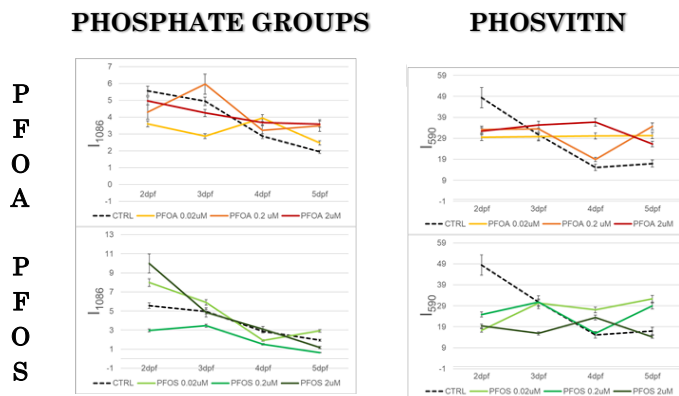 PHOSPHATE GROUPS
PHOSVITIN
PFOA
7
6
5
4
3
2
1
0
-1
I1086
2dpf 3dpf 4dpf 5dpf
CTRL PFOA 0.02uM PFOA 0.2 uM PFOA 2uM
59
49
39
29
19
9
-1
I590
2dpf 3dpf 4dpf 5dpf
CTRL PFOA 0.02uM PFOA 0.2 uM PFOA 2uM
PFOS
13
11
9
7
5
3
1
-1
I1086
2dpf 3dpf 4dpf 5dpf
CTRL PFOS 0.02uM PFOS 0.2uM PFOS 2uM
59
49
39
29
19
9
-1
I590
2dpf 3dpf 4dpf 5dpf
CTRL PFOS 0.02uM PFOS 0.2uM PFOS 2uM